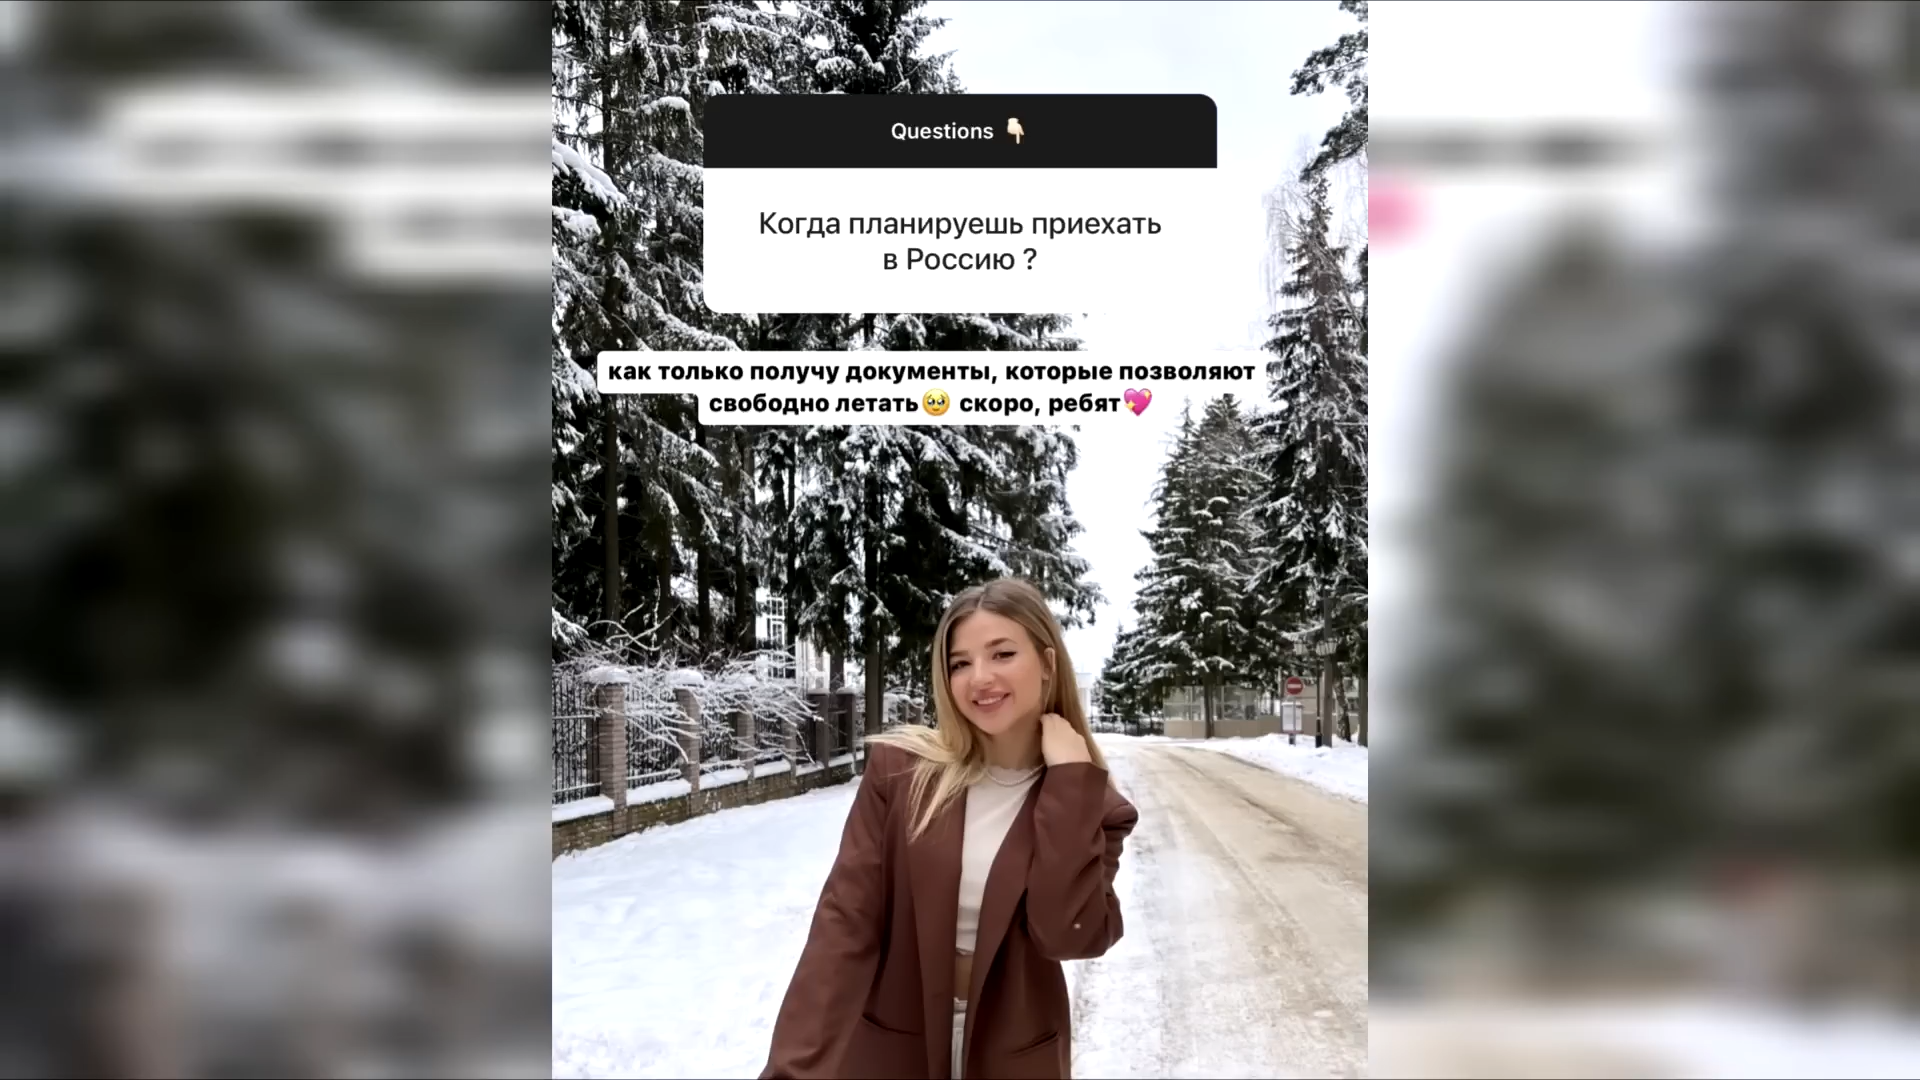 Questions 👇🏻
Когда планируешь приехать
в Россию ?
как только получу документы, которые позволяют
свободно летать🥹 скоро, ребят💖